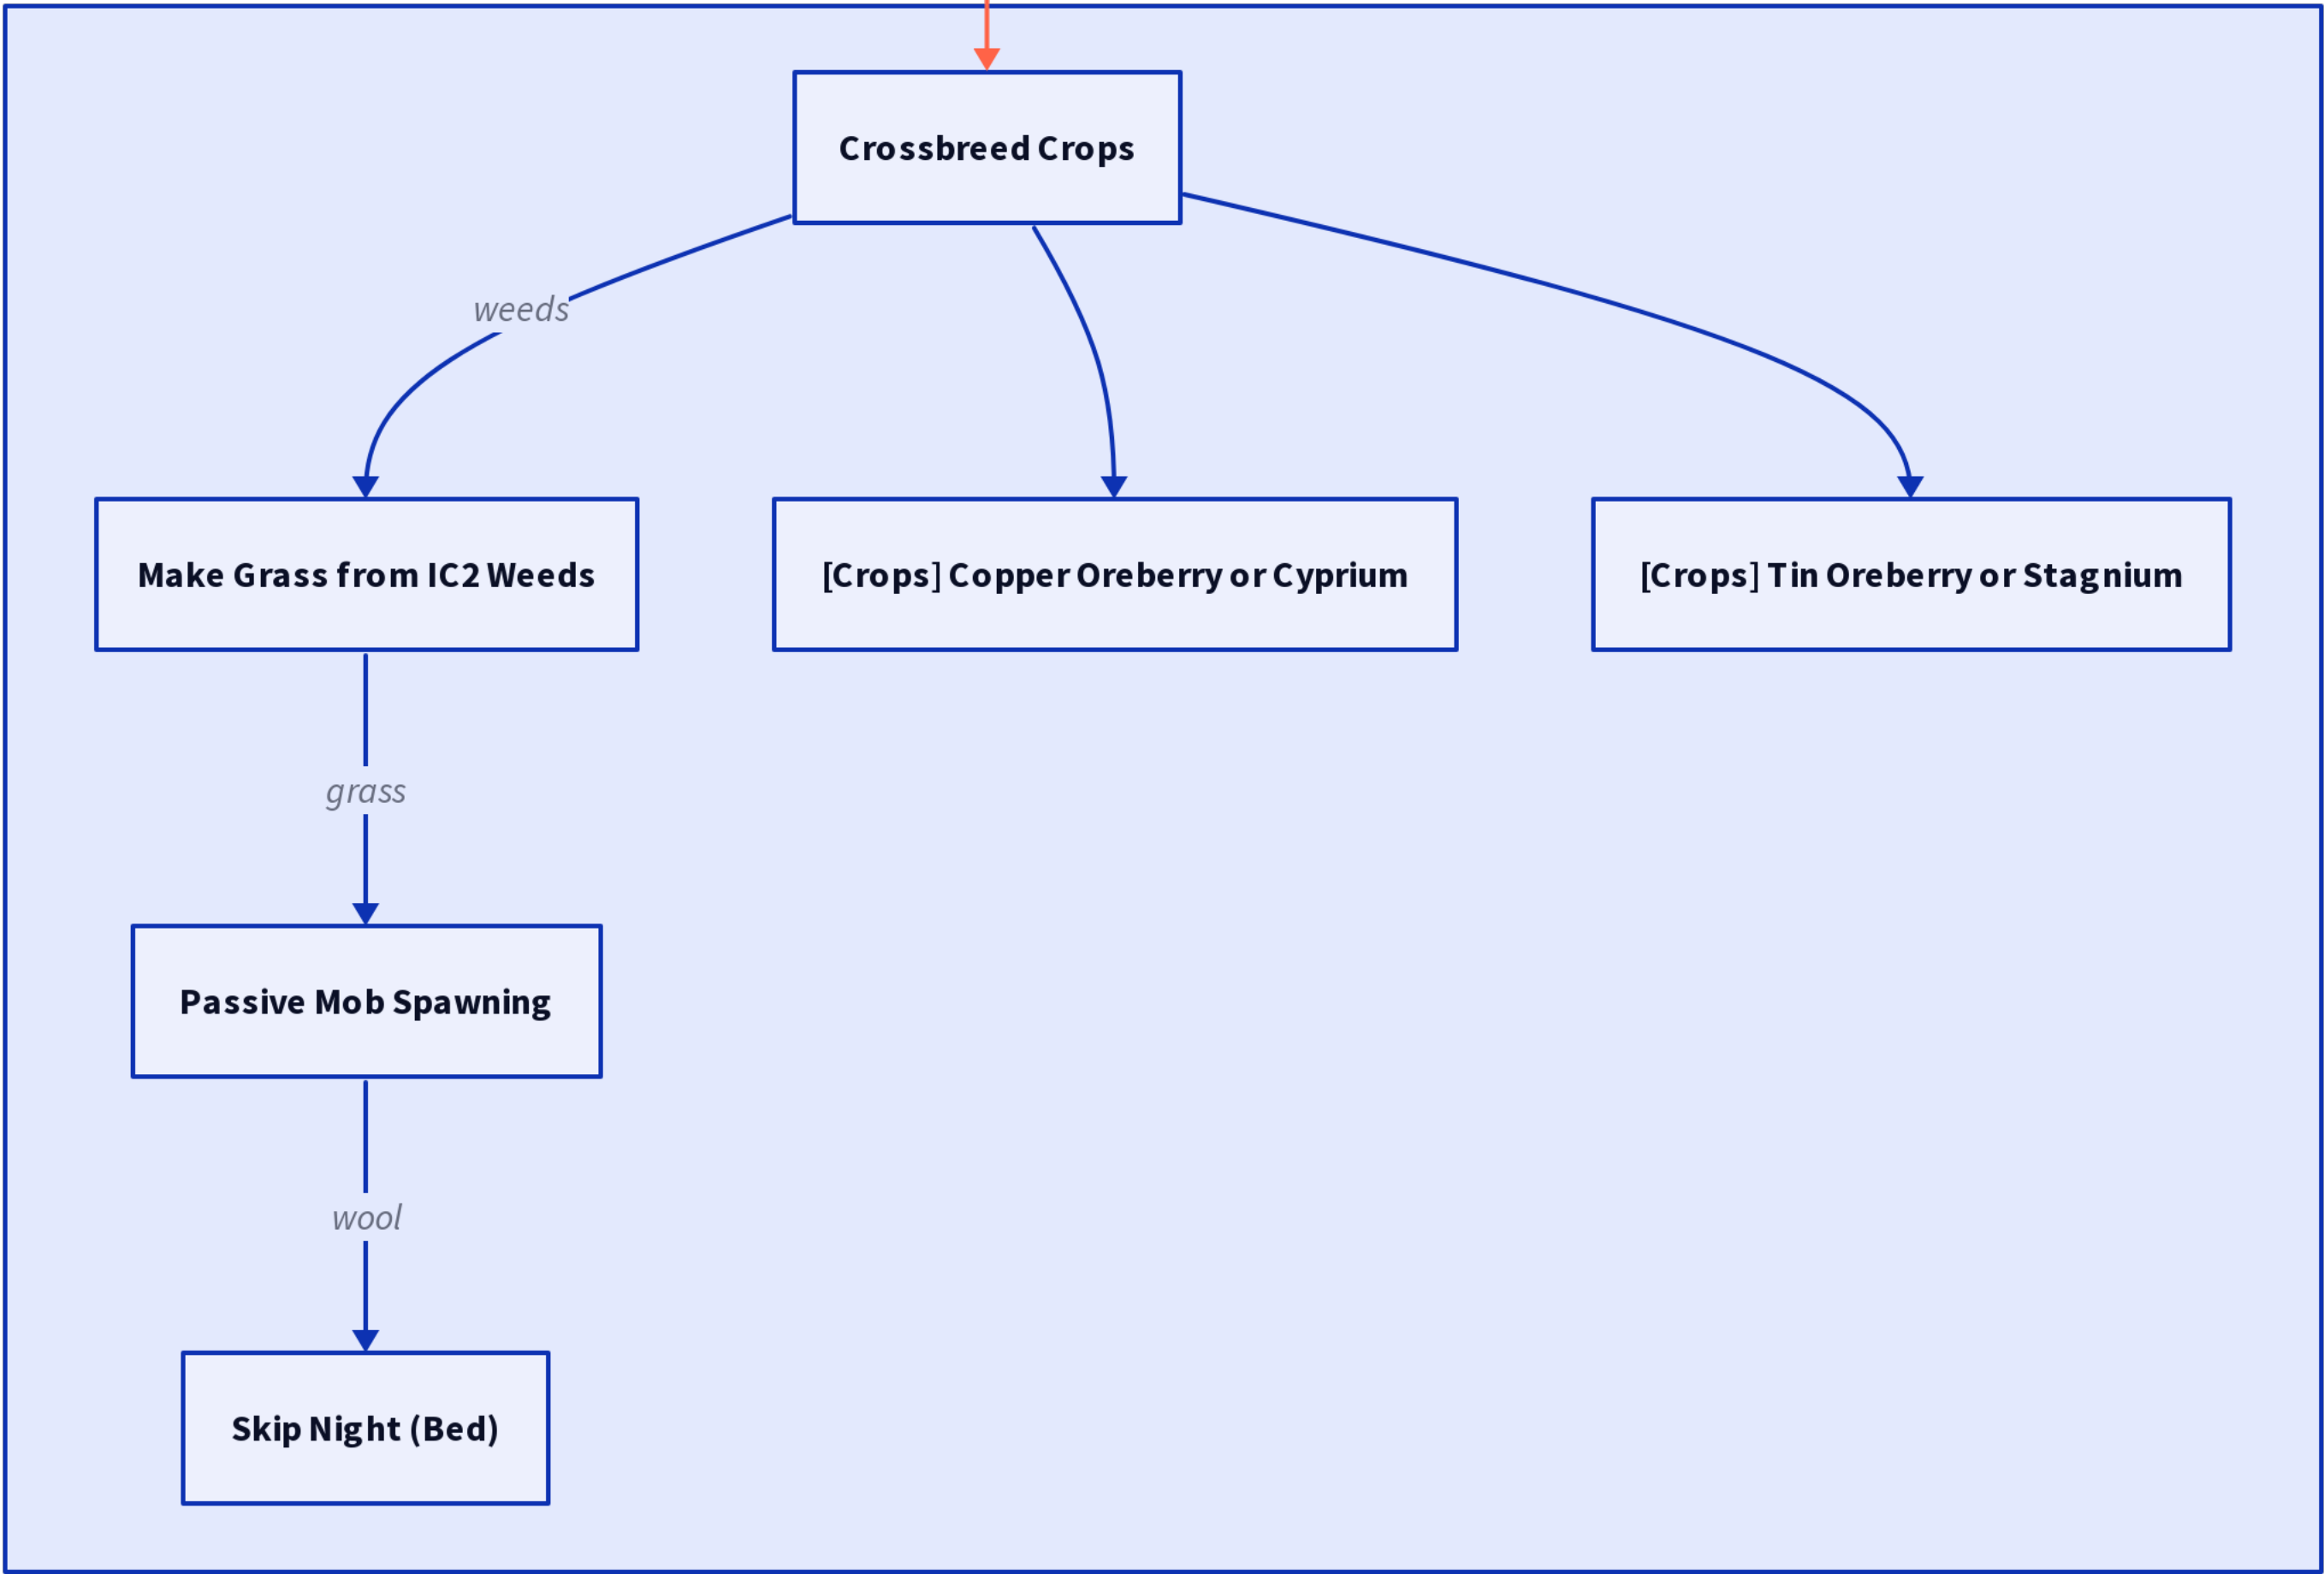 Crossbreed Crops
weeds
Make Grass from IC2 Weeds
[Crops] Copper Oreberry or Cyprium
[Crops] Tin Oreberry or Stagnium
grass
Passive Mob Spawning
wool
Skip Night (Bed)